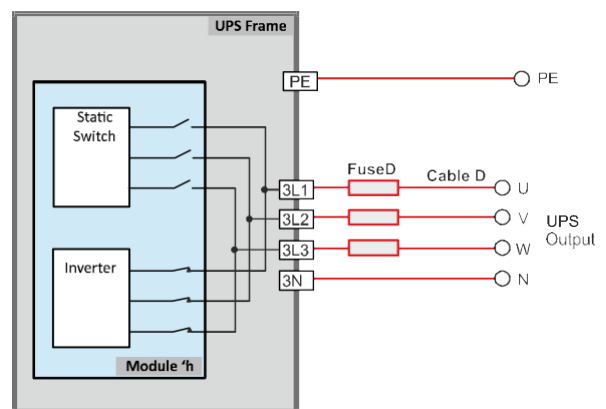 UPS Frame
PE
PE
Static
Switch
FuseD
Cable D
3L1
U
3L2
V
UPS
Output
3L3
W
Inverter
3N
N
Module ‘h